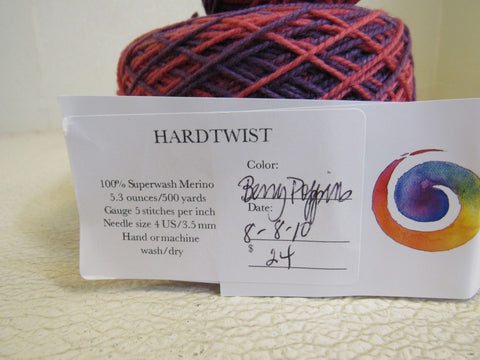 HARDTWIST
100% Superwash Merino
5.3 ounces/500 yards
Gauge 5 stitches per inch
Needle size 4 US/3.5 mm
Hand or machine
wash/dry
Color:
Berry Poppins
Date:
8-8-10
$
24